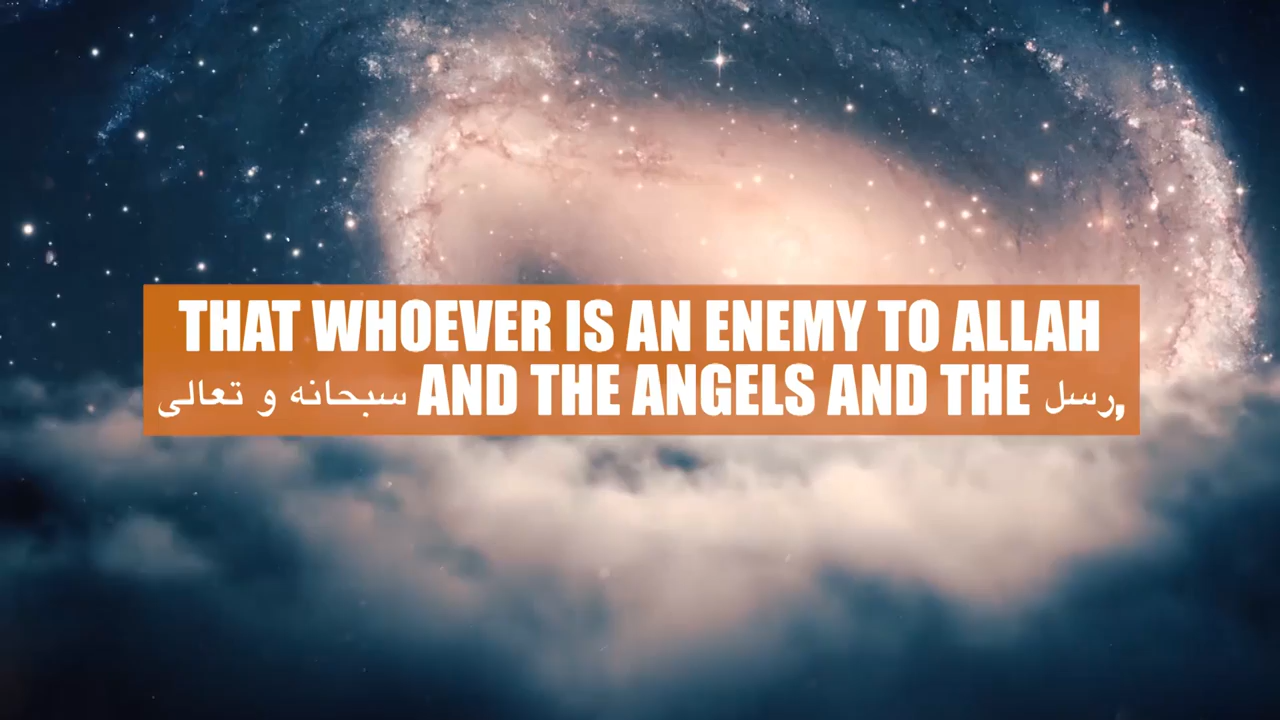 THAT WHOEVER IS AN ENEMY TO ALLAH
سبحانه و تعالى AND THE ANGELS AND THE رسل,